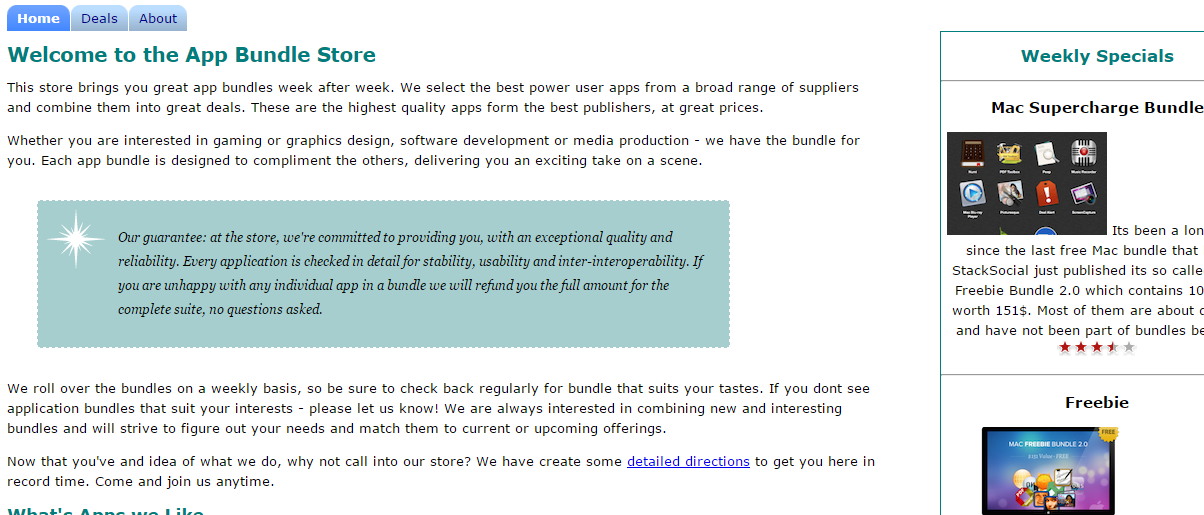 Home Deals About
Welcome to the App Bundle Store
This store brings you great app bundles week after week. We select the best power user apps from a broad range of suppliers
and combine them into great deals. These are the highest quality apps form the best publishers, at great prices.
Whether you are interested in gaming or graphics design, software development or media production - we have the bundle for
you. Each app bundle is designed to compliment the others, delivering you an exciting take on a scene.
Our guarantee: at the store, we're committed to providing you, with an exceptional quality and
reliability. Every application is checked in detail for stability, usability and inter-interoperability. If
you are unhappy with any individual app in a bundle we will refund you the full amount for the
complete suite, no questions asked.
We roll over the bundles on a weekly basis, so be sure to check back regularly for bundle that suits your tastes. If you dont see
application bundles that suit your interests - please let us know! We are always interested in combining new and interesting
bundles and will strive to figure out your needs and match them to current or upcoming offerings.
Now that you've and idea of what we do, why not call into our store? We have create some detailed directions to get you here in
record time. Come and join us anytime.
What's Apps we Like
Weekly Specials
Mac Supercharge Bundle
Hunt PDF Toolbox Peep Music Recorder
Mac Blu-ray Player Picturesque Goal Alert ScreenCapture
Its been a lon
since the last free Mac bundle that
StackSocial just published its so calle
Freebie Bundle 2.0 which contains 10
worth 151$. Most of them are about
and have not been part of bundles be
Freebie
FREE
MAC FREEBIE BUNDLE 2.0